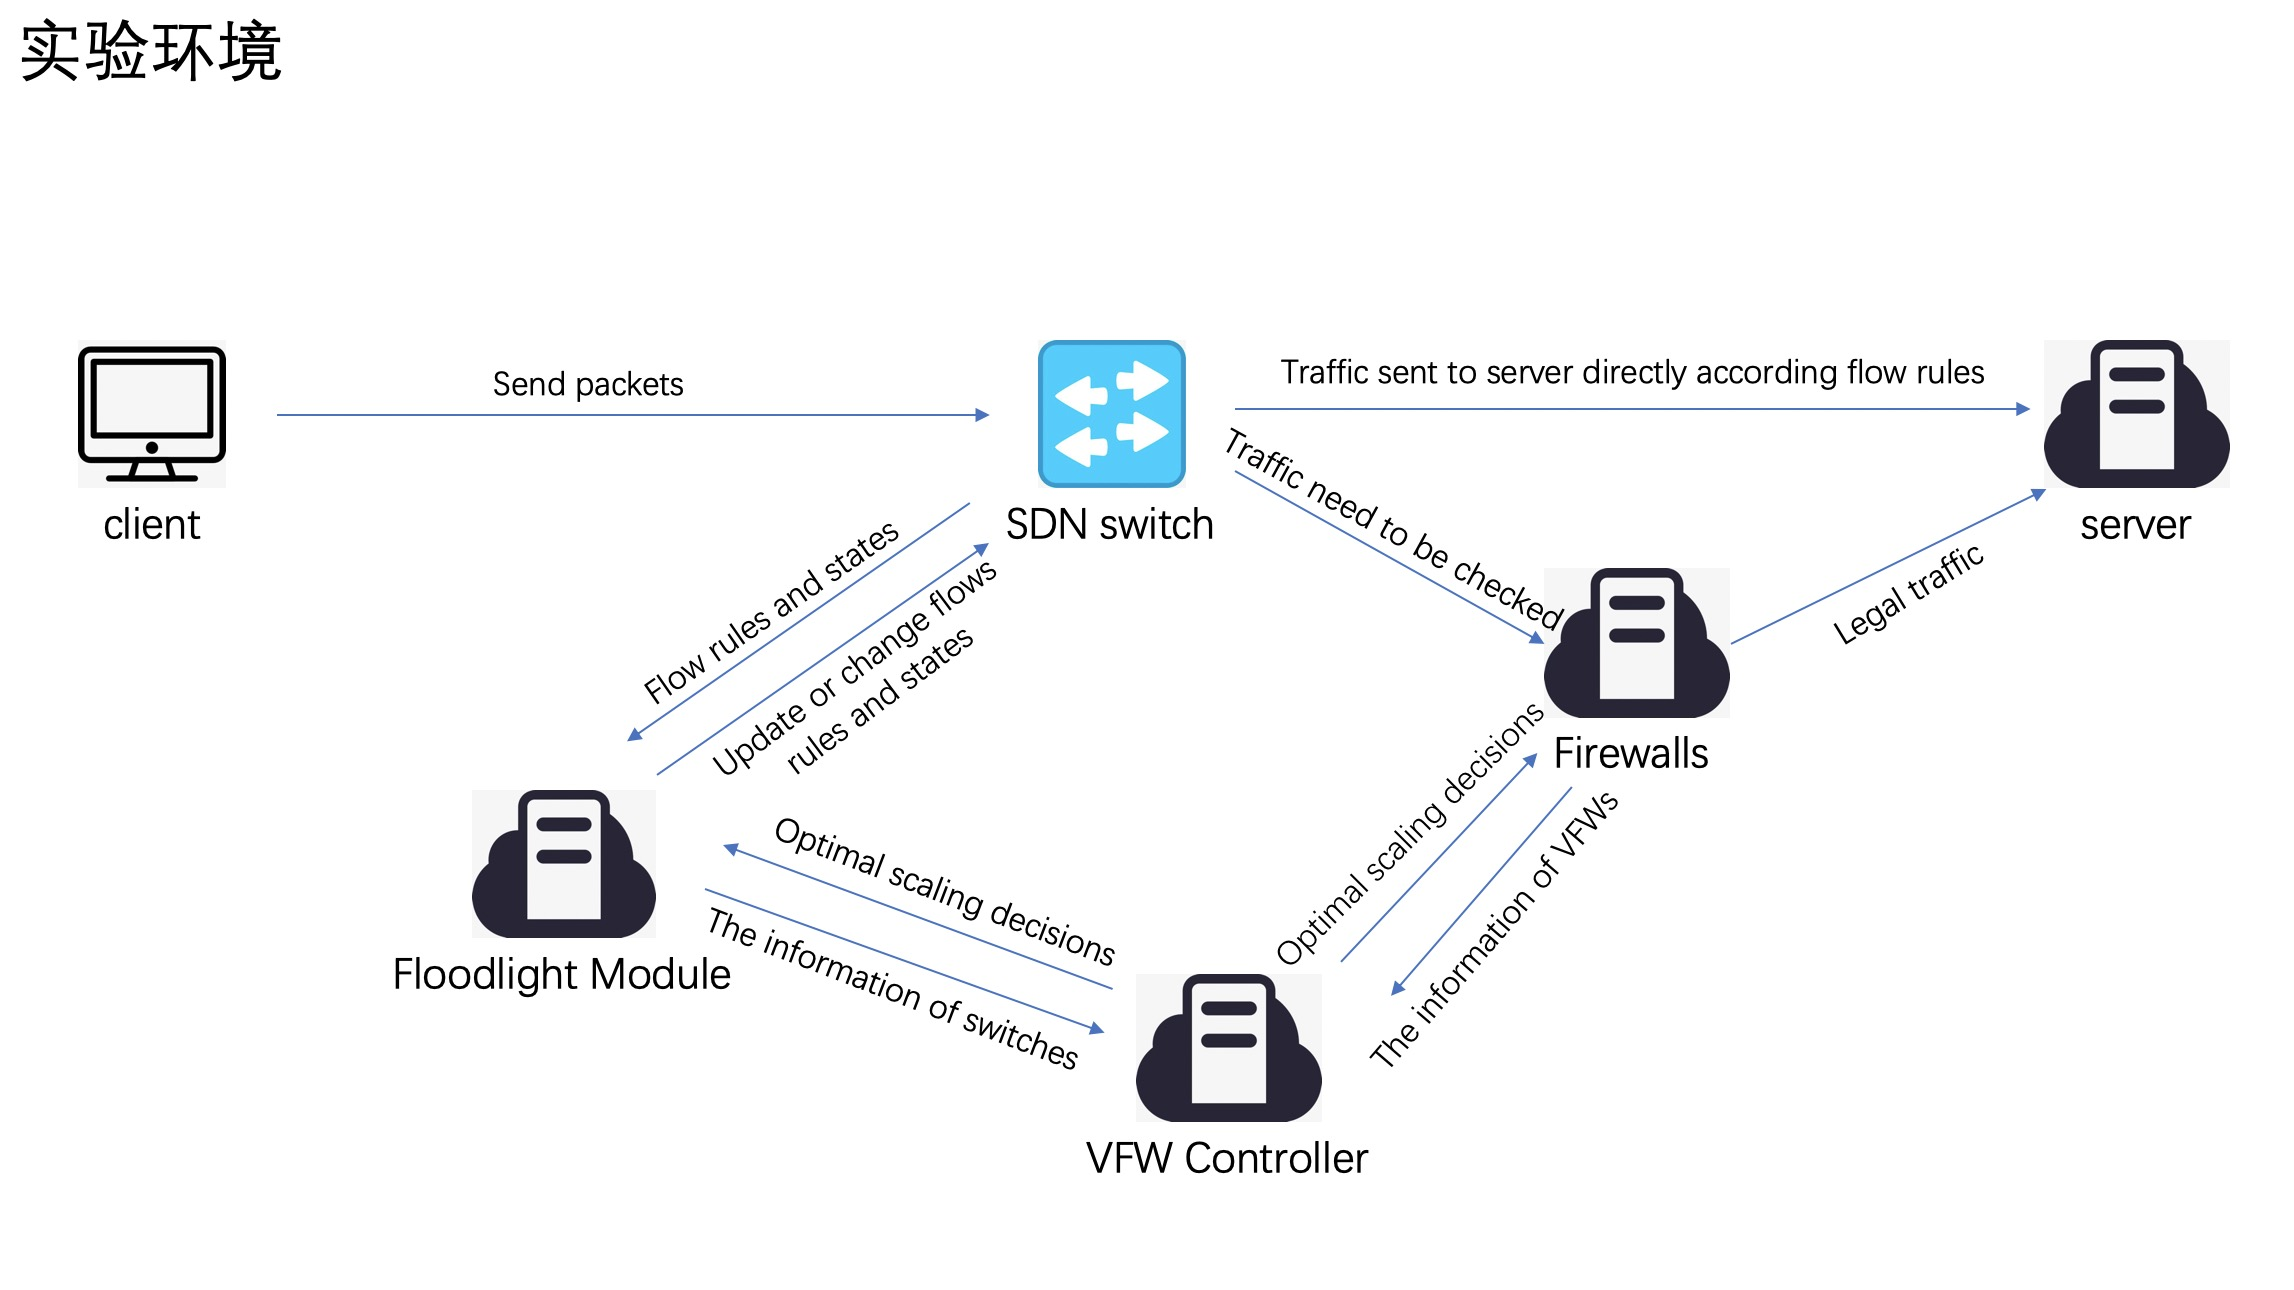 实验环境
Send packets
Traffic sent to server directly according flow rules
client
SDN switch
server
Traffic need to be checked
Legal traffic
Flow rules and states
Update or change flows
rules and states
Firewalls
Optimal scaling decisions
The information of VFWs
Optimal scaling decisions
The information of switches
Floodlight Module
VFW Controller